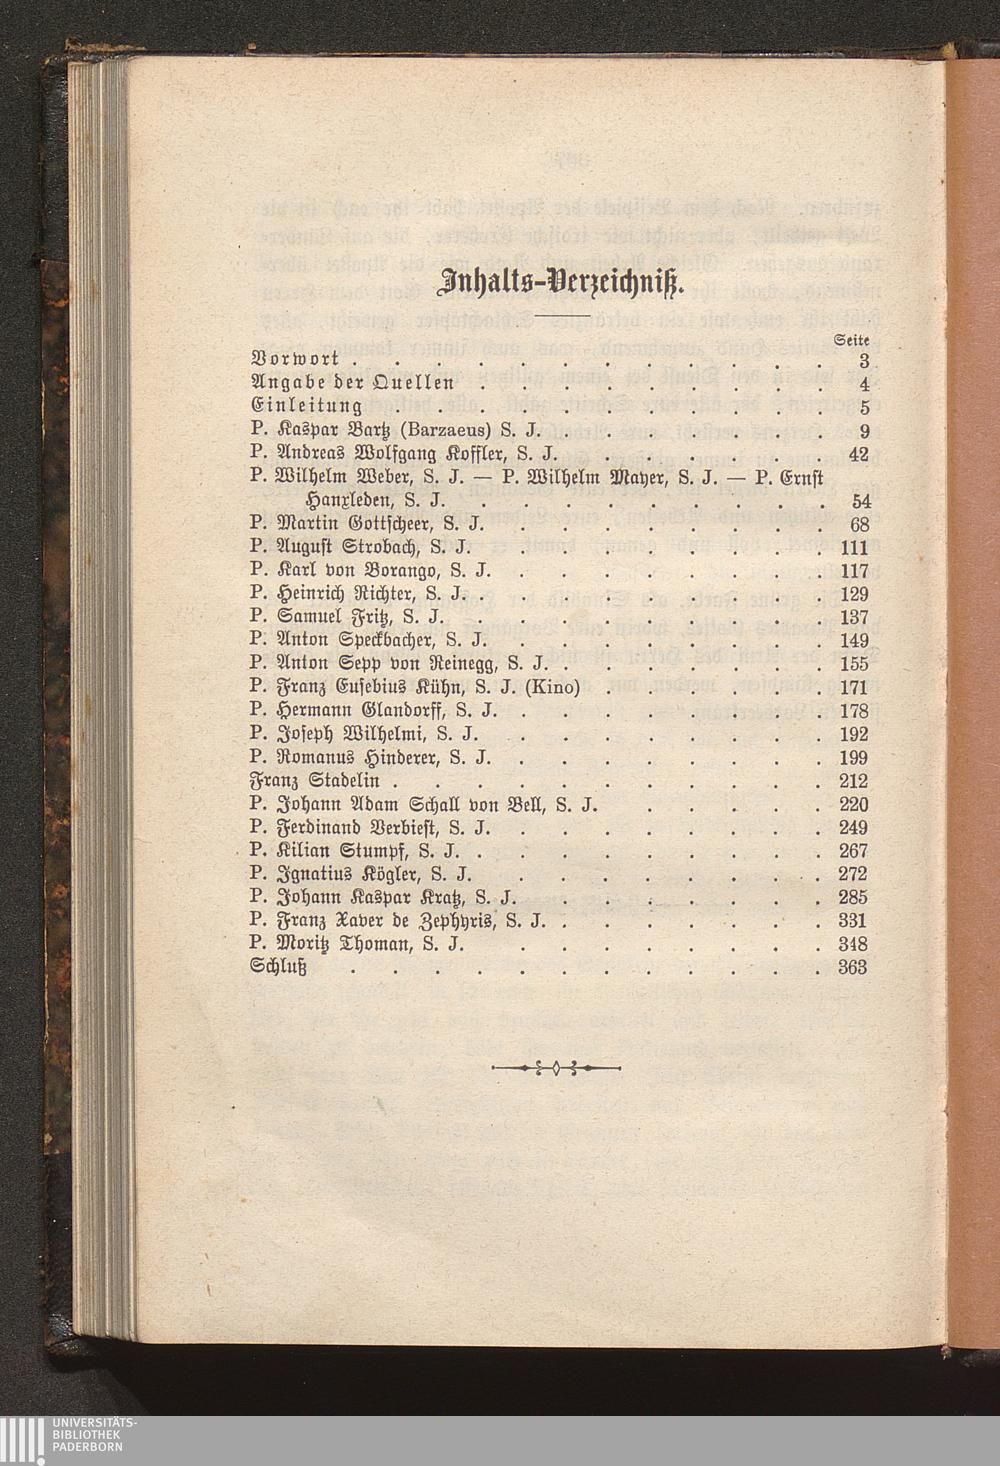 Inhalts-Verzeichniß.
Seite
Vorwort . . . . . . . . . . . 3
Angabe der Quellen . . . . . . . . . 4
Einleitung . . . . . . . . . . 5
P. Kaspar Bartz (Barzaeus) S. J. . . . . . . . 9
P. Andreas Wolfgang Koffler, S. J. . . . . . . . 42
P. Wilhelm Weber, S. J. — P. Wilhelm Mayer, S. J. — P. Ernst
Hanxleden, S. J. . . . . . . . . . 54
P. Martin Gottscheer, S. J. . . . . . . . . 68
P. August Strobach, S. J. . . . . . . . . 111
P. Karl von Borango, S. J. . . . . . . . . 117
P. Heinrich Richter, S. J. . . . . . . . . 129
P. Samuel Fritz, S. J. . . . . . . . . . 137
P. Anton Speckbacher, S. J. . . . . . . . . 149
P. Anton Sepp von Reinegg, S. J. . . . . . . . 155
P. Franz Eusebius Kühn, S. J. (Kino) . . . . . . 171
P. Hermann Glandorff, S. J. . . . . . . . . 178
P. Joseph Wilhelmi, S. J. . . . . . . . . 192
P. Romanus Hinderer, S. J. . . . . . . . . 199
Franz Stadelin . . . . . . . . . . . 212
P. Johann Adam Schall von Bell, S. J. . . . . . 220
P. Ferdinand Verbiest, S. J. . . . . . . . . 249
P. Kilian Stumpf, S. J. . . . . . . . . . 267
P. Ignatius Kögler, S. J. . . . . . . . . 272
P. Johann Kaspar Kratz, S. J. . . . . . . . . 285
P. Franz Xaver de Zephyris, S. J. . . . . . . . 331
P. Moritz Thoman, S. J. . . . . . . . . 348
Schluß . . . . . . . . . . . . 363
UNIVERSITÄTS-
BIBLIOTHEK
PADERBORN